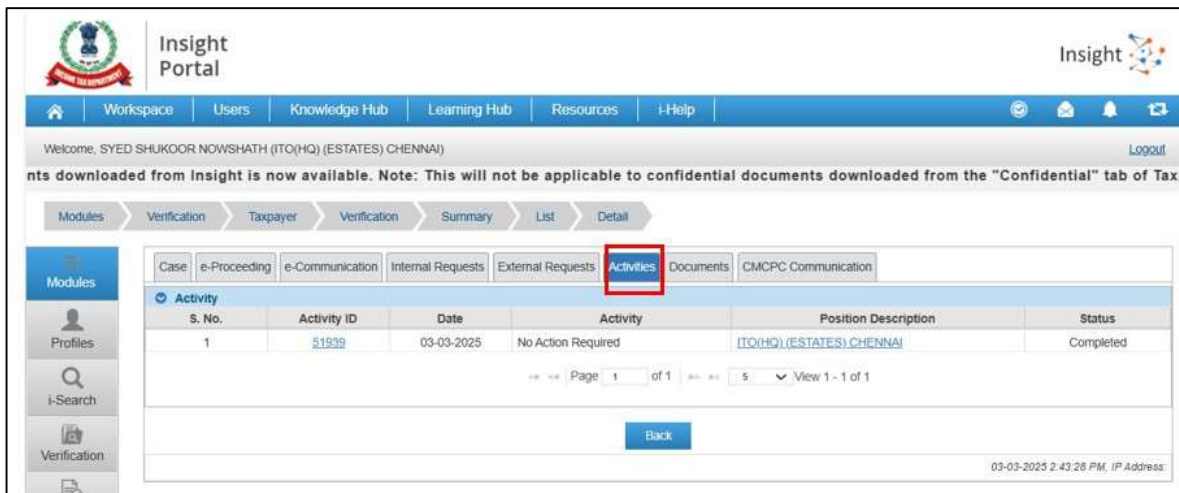 Insight
Portal
INCOME TAX DEPARTMENT
Insight
Workspace Users Knowledge Hub Learning Hub Resources i-Help
Welcome, SYED SHUKOOR NOWSHATH (ITO(HQ) (ESTATES) CHENNAI)
Logout
nts downloaded from Insight is now available. Note: This will not be applicable to confidential documents downloaded from the "Confidential" tab of Tax
Modules Verification Taxpayer Verification Summary List Detail
Modules
Profiles
i-Search
Verification
Case e-Proceeding e-Communication Internal Requests External Requests Activities Documents CMCPC Communication
Activity
S. No. Activity ID Date Activity Position Description Status
1 51939 03-03-2025 No Action Required ITO(HQ) (ESTATES) CHENNAI Completed
Page 1 of 1 5 View 1 - 1 of 1
Back
03-03-2025 2:43:28 PM, IP Address: